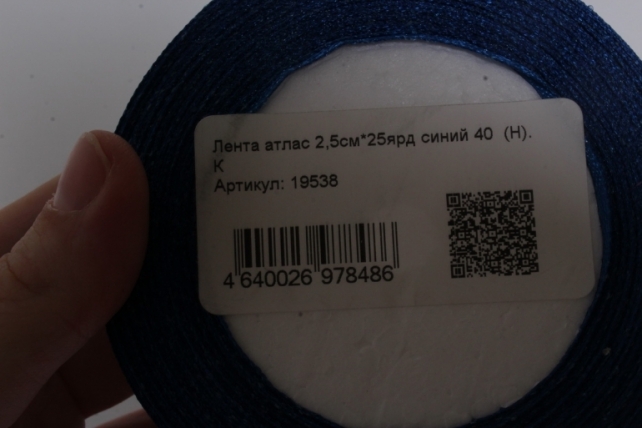 Лента атлас 2,5см*25ярд синий 40 (Н).
К
Артикул: 19538
4 640026 978486